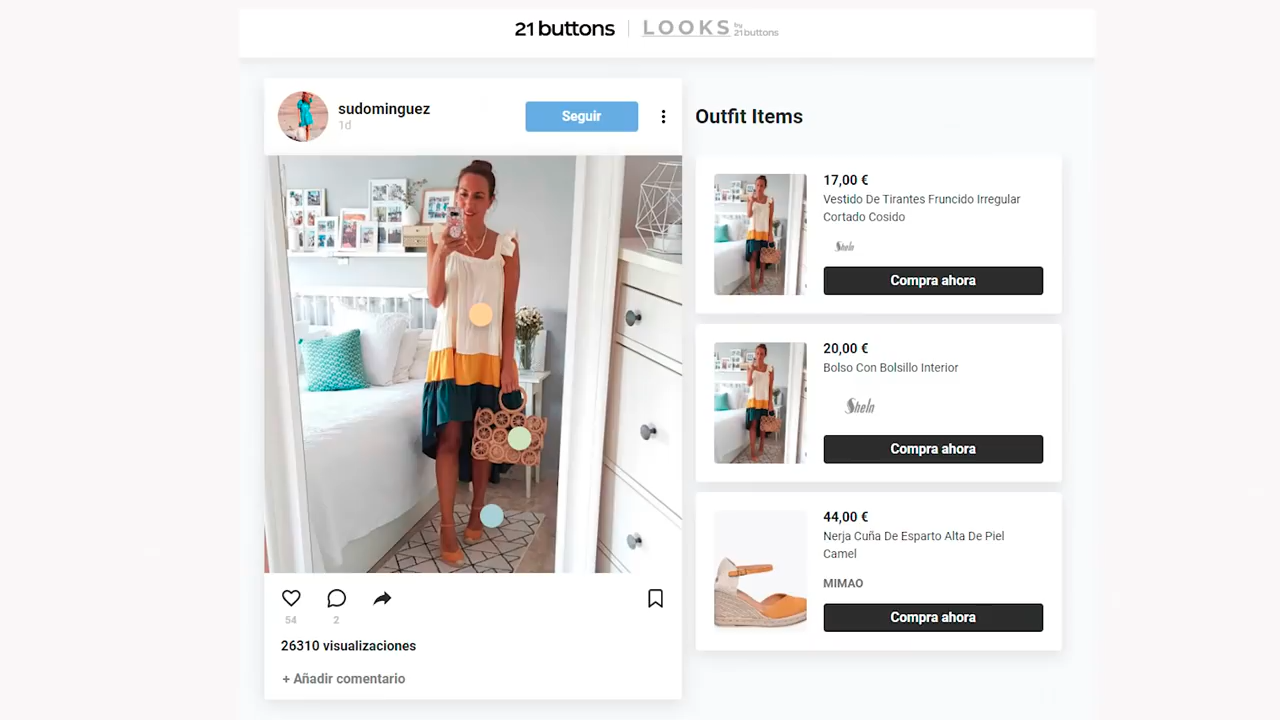 21 buttons
LOOKS by 21 buttons
sudominguez
1d
Seguir
54
2
26310 visualizaciones
+ Añadir comentario
Outfit Items
17,00 €
Vestido De Tirantes Fruncido Irregular
Cortado Cosido
SheIn
Compra ahora
20,00 €
Bolso Con Bolsillo Interior
SheIn
Compra ahora
44,00 €
Nerja Cuña De Esparto Alta De Piel
Camel
MIMAO
Compra ahora